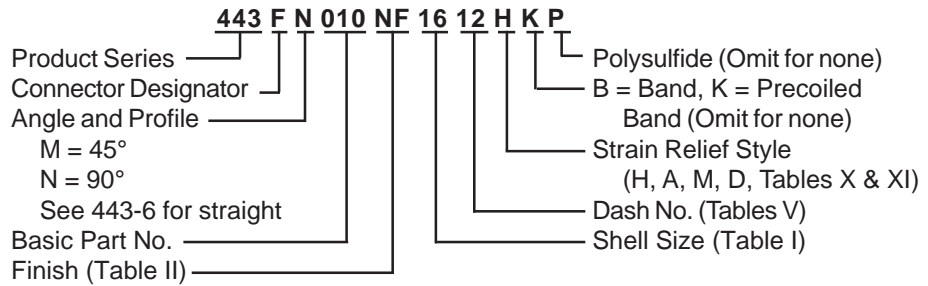 443 F N 010 NF 16 12 H K P
Product Series
Connector Designator
Angle and Profile
M = 45°
N = 90°
See 443-6 for straight
Basic Part No.
Finish (Table II)
Polysulfide (Omit for none)
B = Band, K = Precoiled
Band (Omit for none)
Strain Relief Style
(H, A, M, D, Tables X & XI)
Dash No. (Tables V)
Shell Size (Table I)